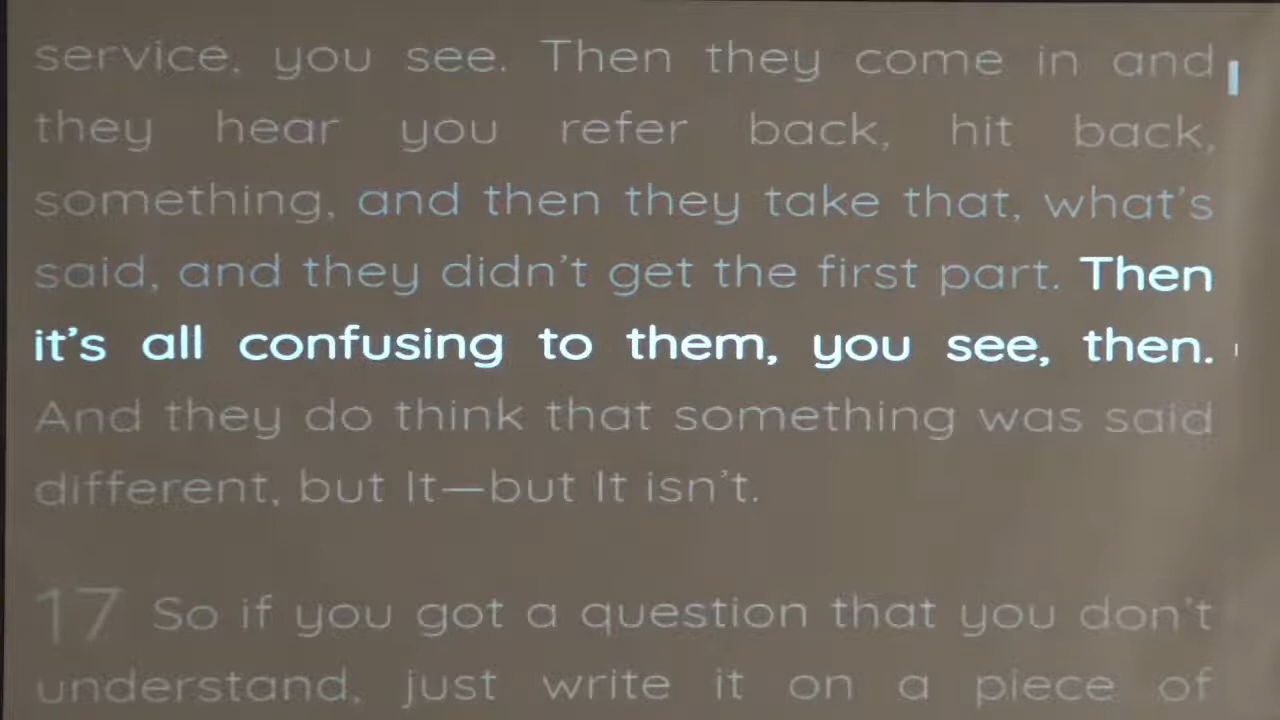 service, you see. Then they come in and
they hear you refer back, hit back,
something, and then they take that, what's
said, and they didn't get the first part. Then
it's all confusing to them, you see, then.
And they do think that something was said
different, but It—but It isn't.
17 So if you got a question that you don't
understand, just write it on a piece of